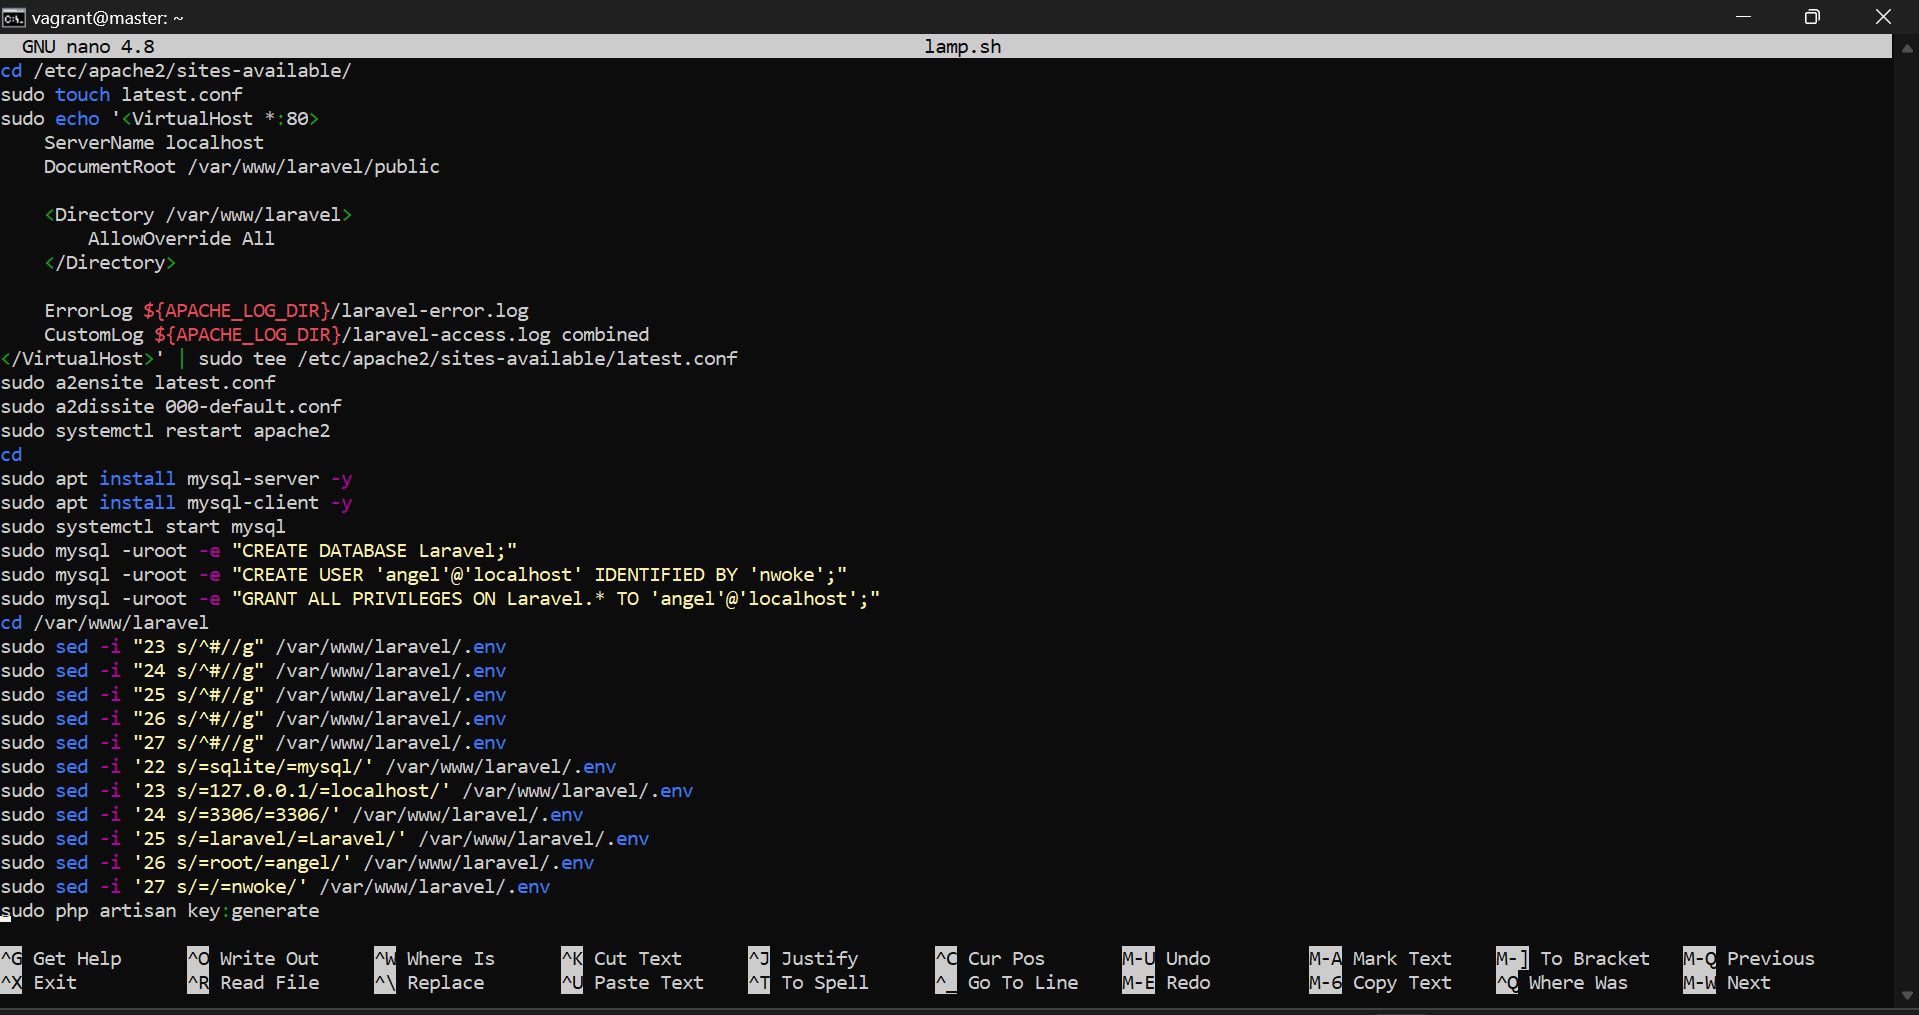 vagrant@master: ~
GNU nano 4.8 lamp.sh
cd /etc/apache2/sites-available/
sudo touch latest.conf
sudo echo '<VirtualHost *:80>
    ServerName localhost
    DocumentRoot /var/www/laravel/public

    <Directory /var/www/laravel>
        AllowOverride All
    </Directory>

    ErrorLog ${APACHE_LOG_DIR}/laravel-error.log
    CustomLog ${APACHE_LOG_DIR}/laravel-access.log combined
</VirtualHost>' | sudo tee /etc/apache2/sites-available/latest.conf
sudo a2ensite latest.conf
sudo a2dissite 000-default.conf
sudo systemctl restart apache2
cd
sudo apt install mysql-server -y
sudo apt install mysql-client -y
sudo systemctl start mysql
sudo mysql -uroot -e "CREATE DATABASE Laravel;"
sudo mysql -uroot -e "CREATE USER 'angel'@'localhost' IDENTIFIED BY 'nwoke';"
sudo mysql -uroot -e "GRANT ALL PRIVILEGES ON Laravel.* TO 'angel'@'localhost';"
cd /var/www/laravel
sudo sed -i "23 s/^#//g" /var/www/laravel/.env
sudo sed -i "24 s/^#//g" /var/www/laravel/.env
sudo sed -i "25 s/^#//g" /var/www/laravel/.env
sudo sed -i "26 s/^#//g" /var/www/laravel/.env
sudo sed -i "27 s/^#//g" /var/www/laravel/.env
sudo sed -i '22 s/=sqlite/=mysql/' /var/www/laravel/.env
sudo sed -i '23 s/=127.0.0.1/=localhost/' /var/www/laravel/.env
sudo sed -i '24 s/=3306/=3306/' /var/www/laravel/.env
sudo sed -i '25 s/=laravel/=Laravel/' /var/www/laravel/.env
sudo sed -i '26 s/=root/=angel/' /var/www/laravel/.env
sudo sed -i '27 s/=/=nwoke/' /var/www/laravel/.env
sudo php artisan key:generate
^G Get Help ^O Write Out ^W Where Is ^K Cut Text ^J Justify ^C Cur Pos M-U Undo M-A Mark Text M-] To Bracket M-Q Previous
^X Exit ^R Read File ^\ Replace ^U Paste Text ^T To Spell ^_ Go To Line M-E Redo M-6 Copy Text ^Q Where Was M-W Next